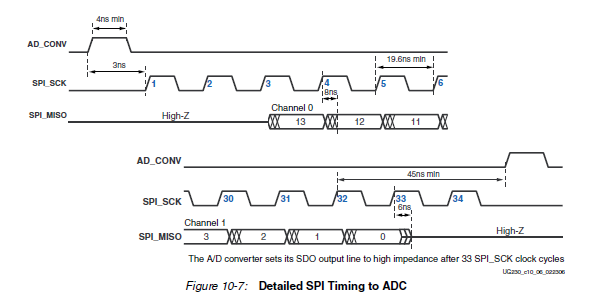 4ns min
AD_CONV
3ns
19.6ns min
SPI_SCK
1 2 3 4 5 6
8ns
Channel 0
SPI_MISO High-Z 13 12 11
AD_CONV
45ns min
SPI_SCK 30 31 32 33 34
6ns
Channel 1
SPI_MISO 3 2 1 0 High-Z
The A/D converter sets its SDO output line to high impedance after 33 SPI_SCK clock cycles
UG230_c10_06_022306
Figure 10-7: Detailed SPI Timing to ADC